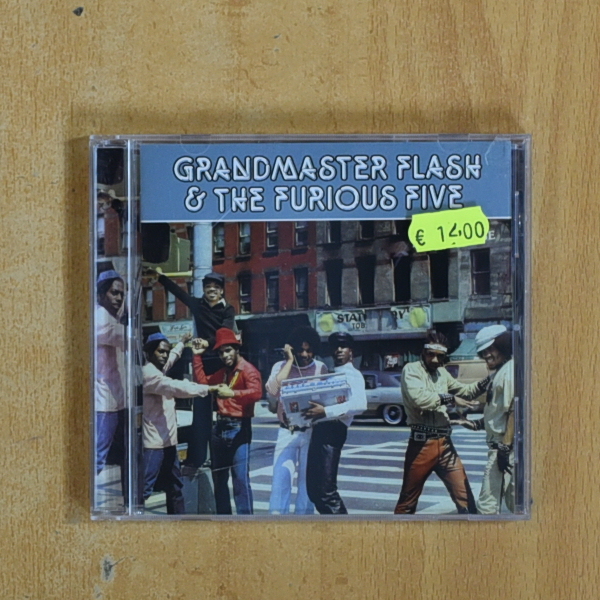 GRANDMASTER FLASH
& THE FURIOUS FIVE
€ 14,00